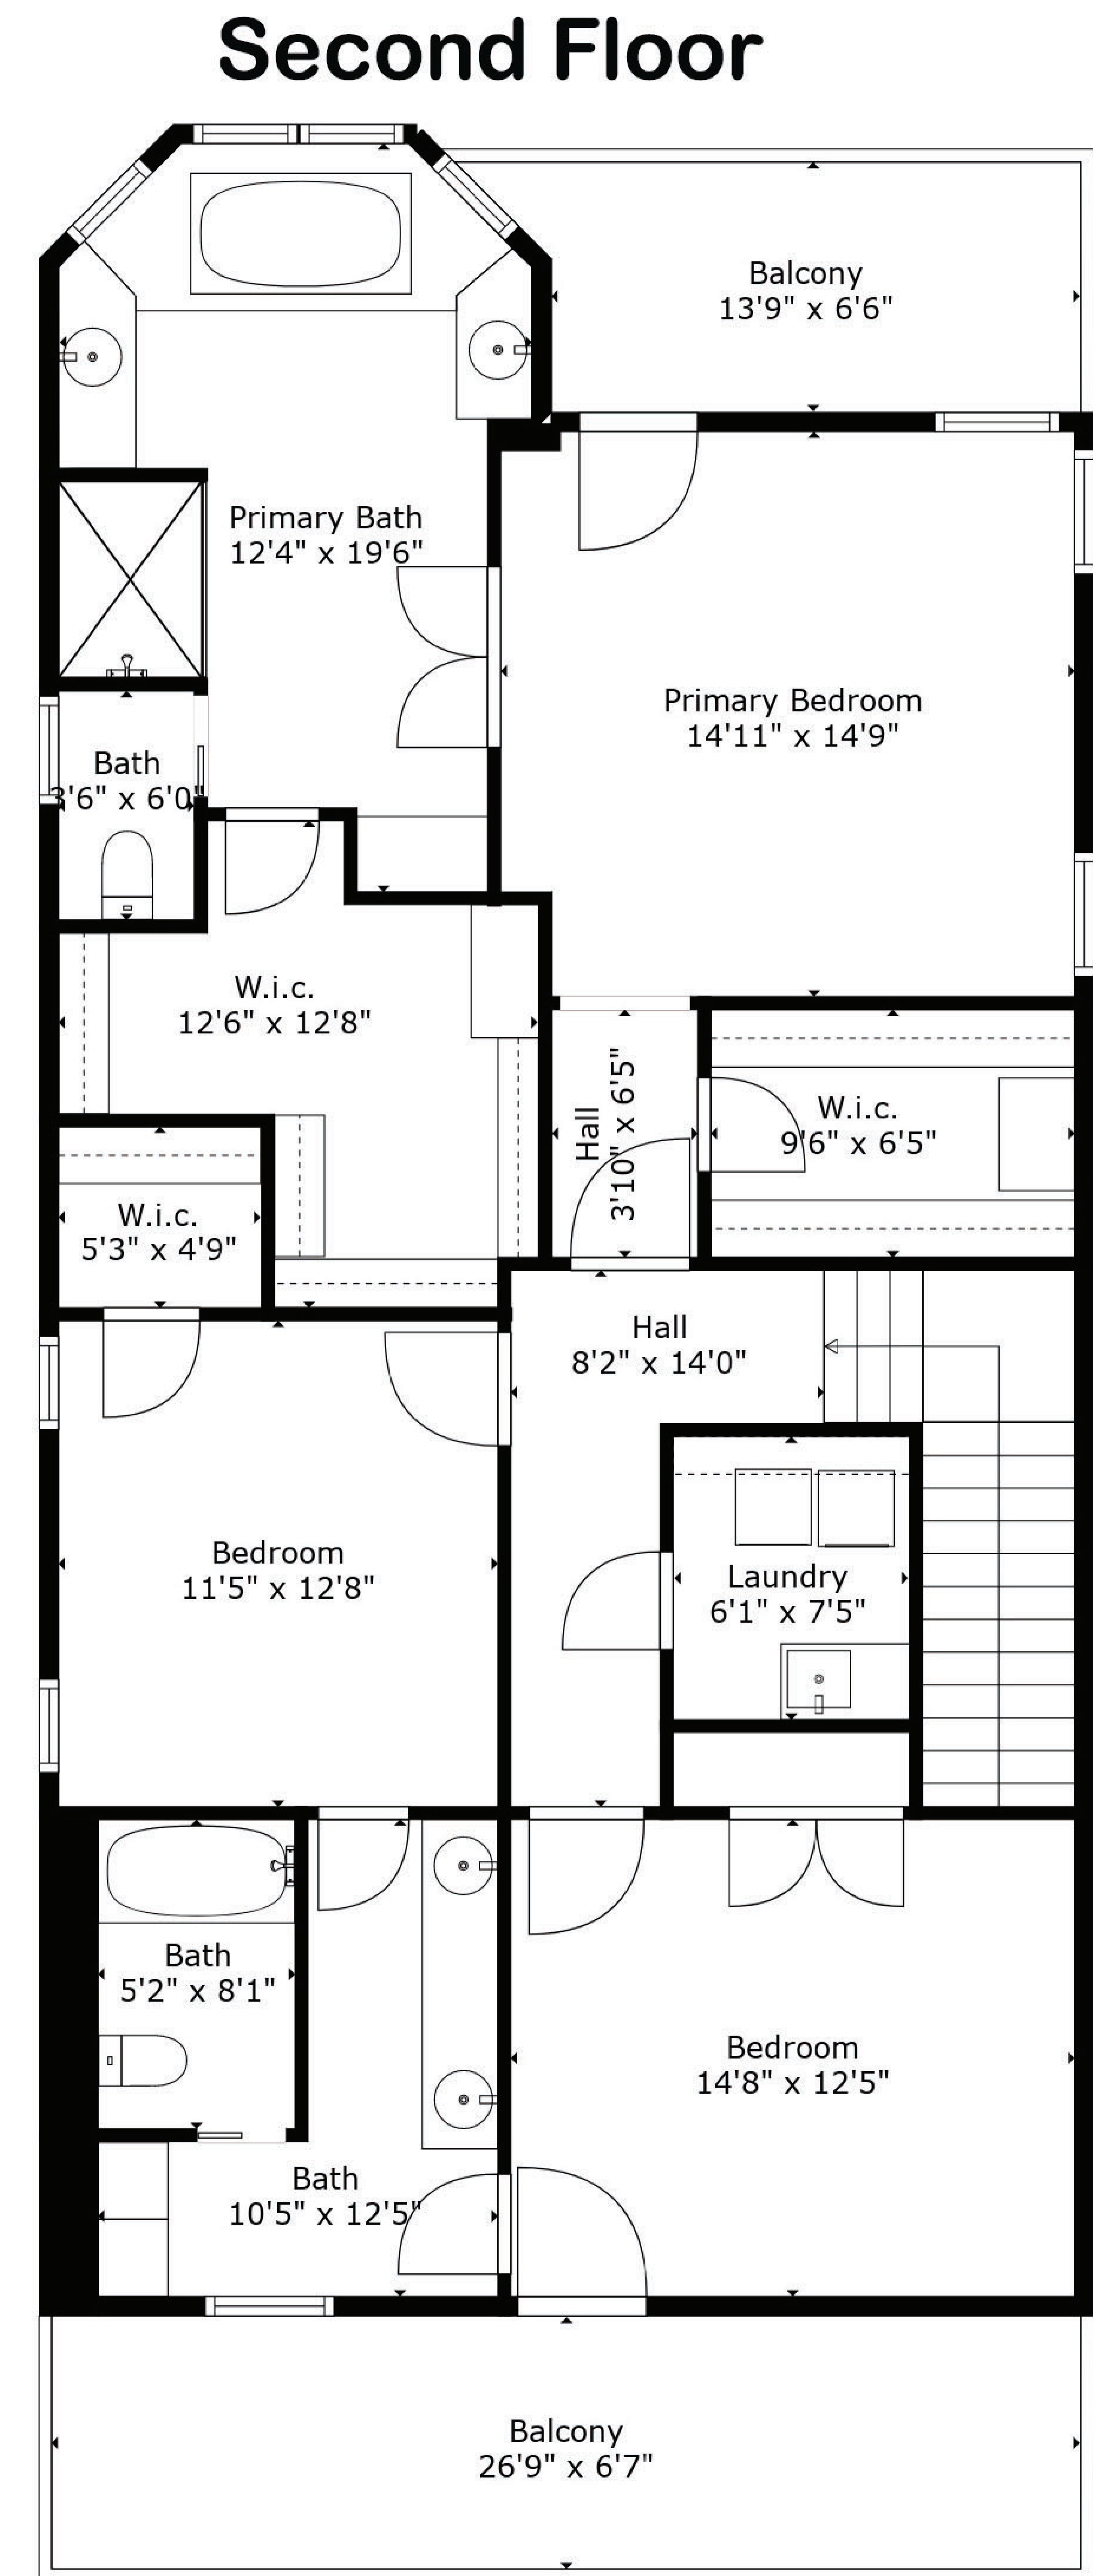 Second Floor
Balcony
13'9" x 6'6"
Primary Bath
12'4" x 19'6"
Primary Bedroom
14'11" x 14'9"
Bath
3'6" x 6'0"
W.i.c.
12'6" x 12'8"
Hall
3'10" x 6'5"
W.i.c.
9'6" x 6'5"
W.i.c.
5'3" x 4'9"
Hall
8'2" x 14'0"
Bedroom
11'5" x 12'8"
Laundry
6'1" x 7'5"
Bath
5'2" x 8'1"
Bedroom
14'8" x 12'5"
Bath
10'5" x 12'5"
Balcony
26'9" x 6'7"